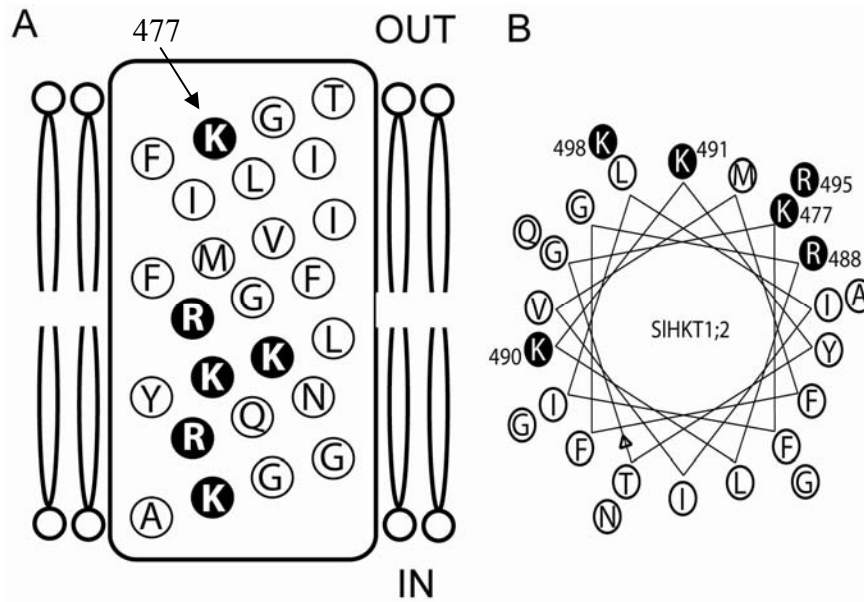 A
477
OUT
T
G
K
F
I
L
I
I
V
M
F
F
G
R
L
K
K
Y
N
Q
R
G
G
K
A
IN
B
498 K
L
K 491
M
R 495
K 477
G
R 488
Q
G
V
I
A
SlHKT1;2
490 K
Y
I
F
G
F
F
G
T
I
L
N